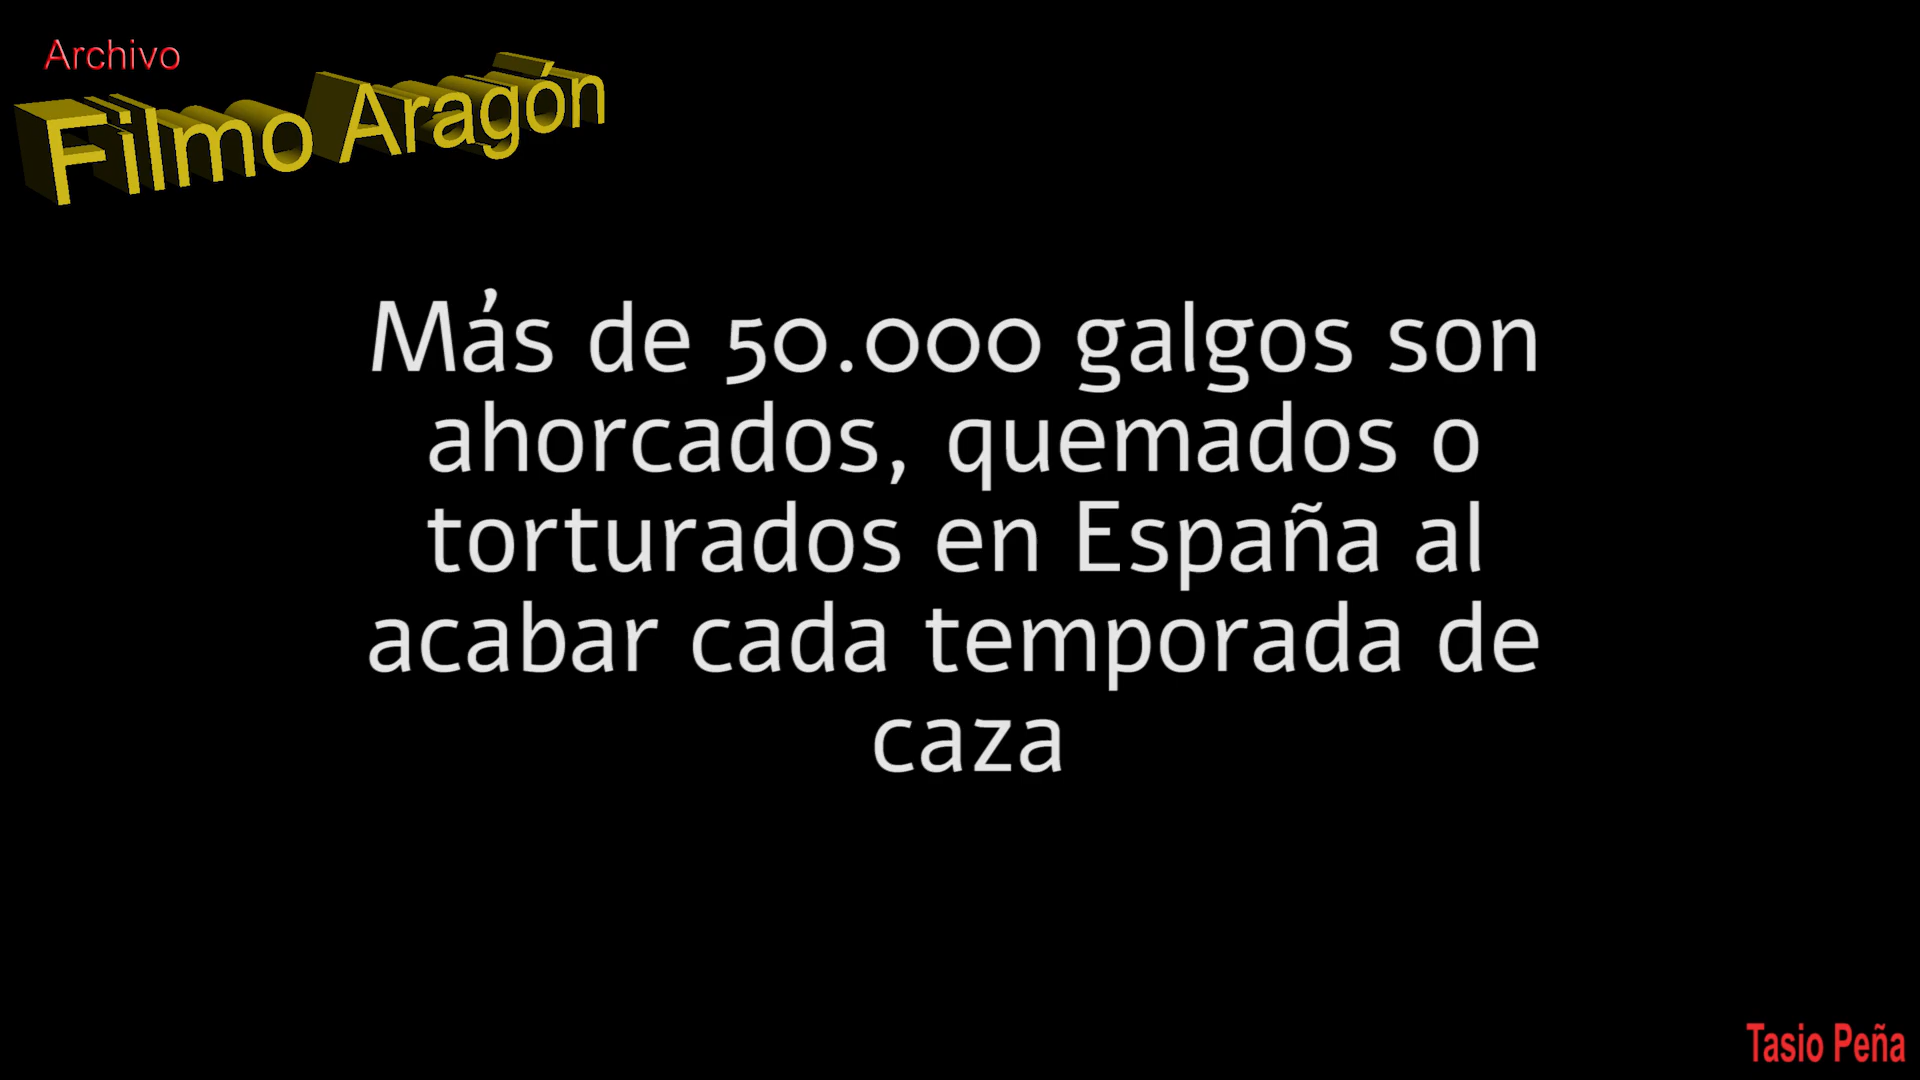 Archivo
Filmo Aragón
Más de 50.000 galgos son
ahorcados, quemados o
torturados en España al
acabar cada temporada de
caza
Tasio Peña